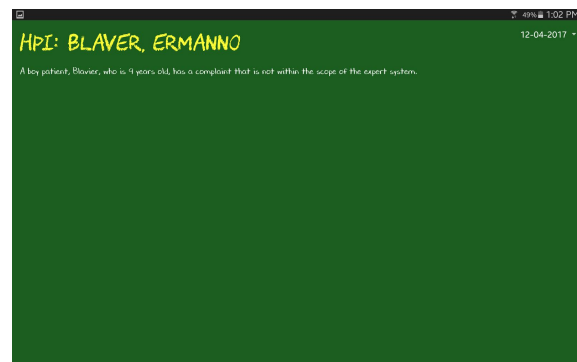 49% 1:02 PM
HPI: BLAVER, ERMANNO
12-04-2017
A boy patient, Blavier, who is 9 years old, has a complaint that is not within the scope of the expert system.